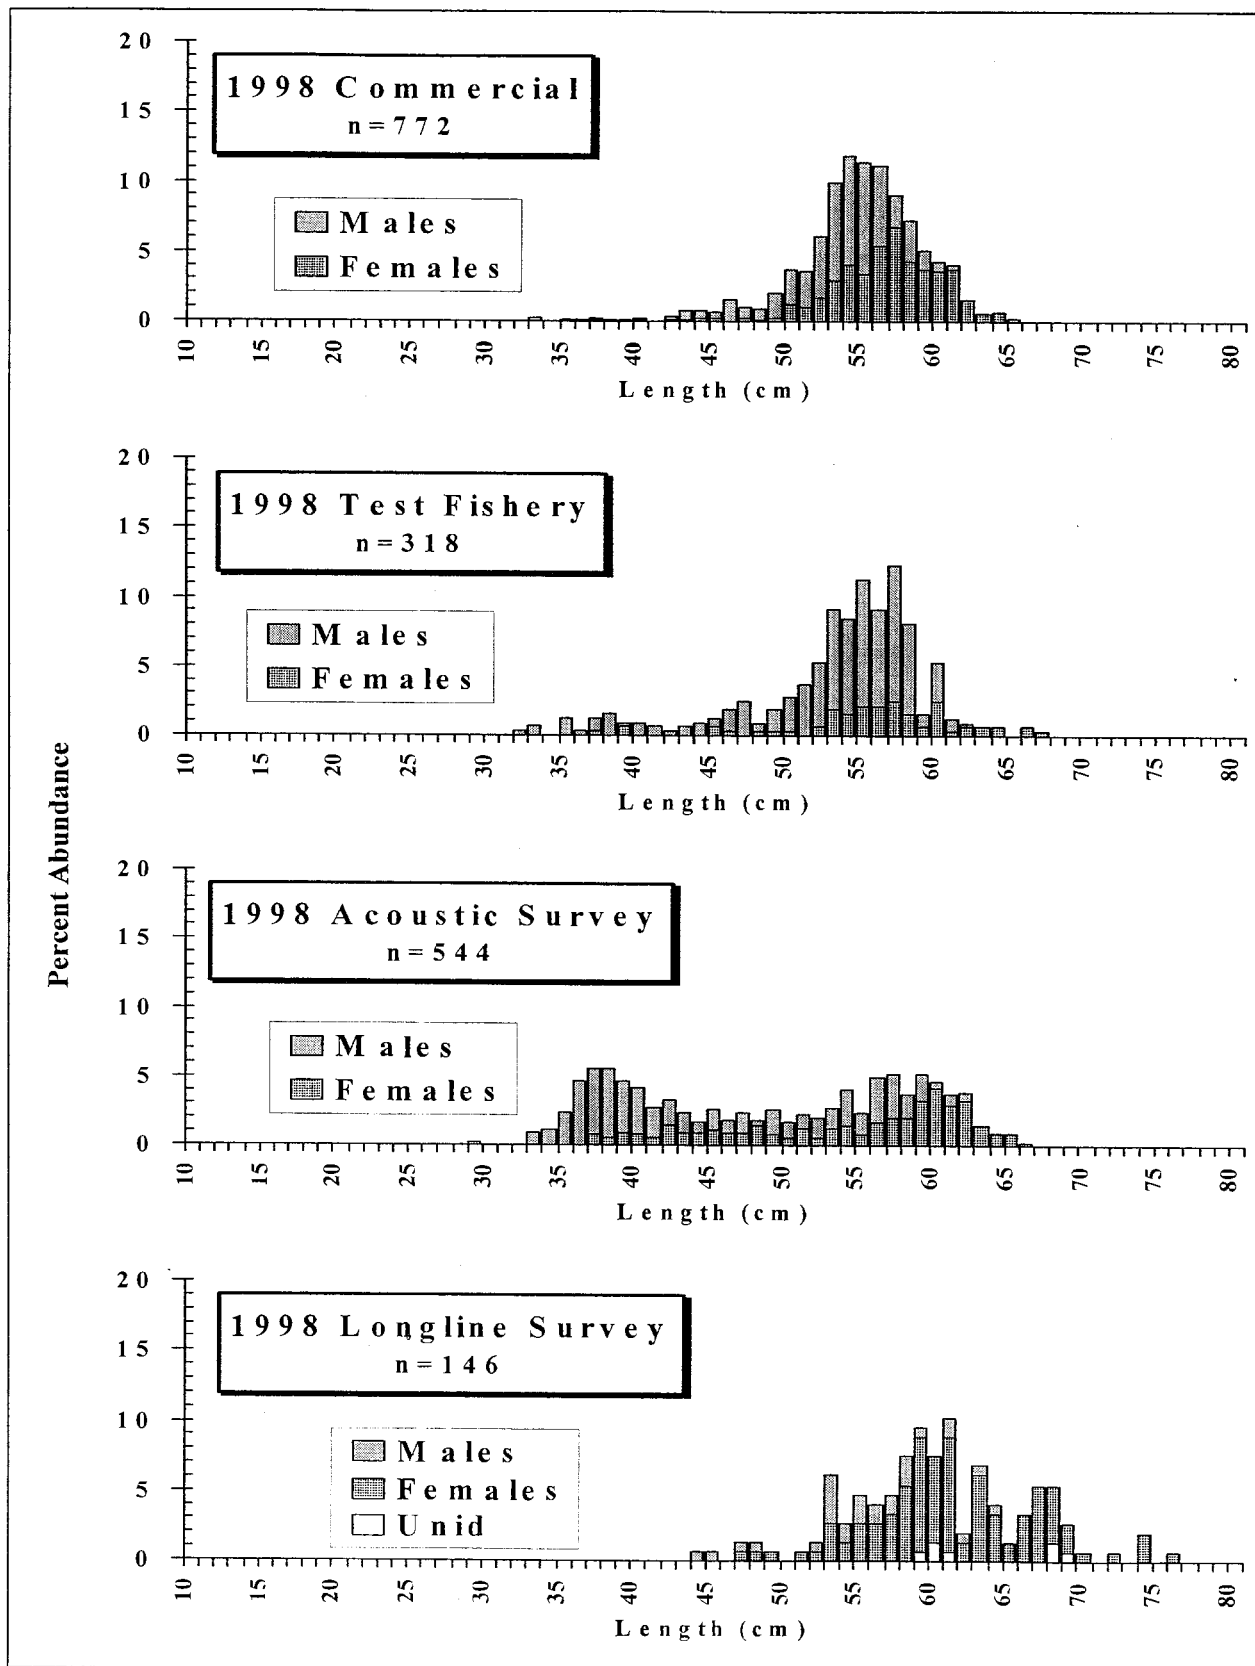 Percent Abundance
20
15
10
5
0
1998 Commercial
n=772
Males
Females
10 15 20 25 30 35 40 45 50 55 60 65 70 75 80
Length (cm)
20
15
10
5
0
1998 Test Fishery
n=318
Males
Females
10 15 20 25 30 35 40 45 50 55 60 65 70 75 80
Length (cm)
20
15
10
5
0
1998 Acoustic Survey
n=544
Males
Females
10 15 20 25 30 35 40 45 50 55 60 65 70 75 80
Length (cm)
20
15
10
5
0
1998 Longline Survey
n=146
Males
Females
Unid
10 15 20 25 30 35 40 45 50 55 60 65 70 75 80
Length (cm)